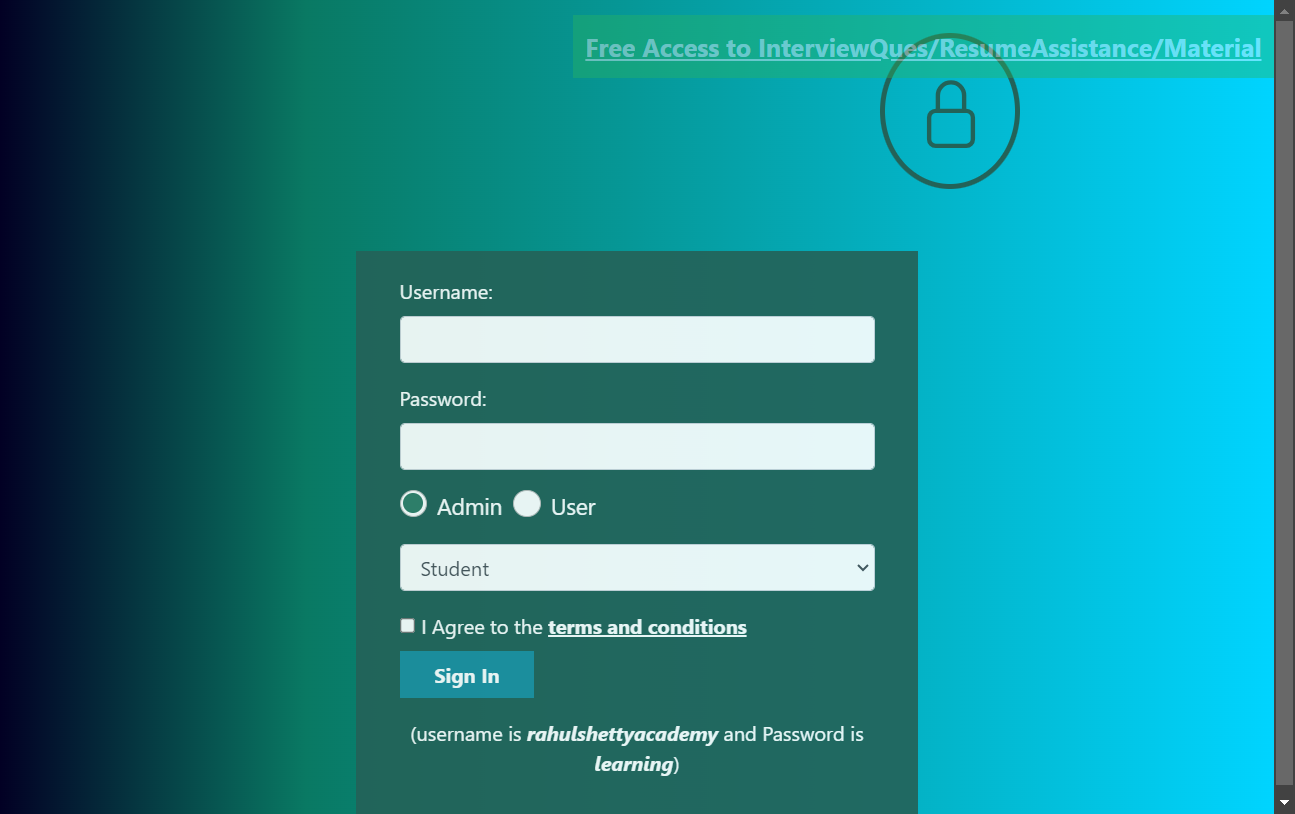 Free Access to InterviewQues/ResumeAssistance/Material
Username:
Password:
Admin User
Student
I Agree to the terms and conditions
Sign In
(username is rahulshettyacademy and Password is
learning)